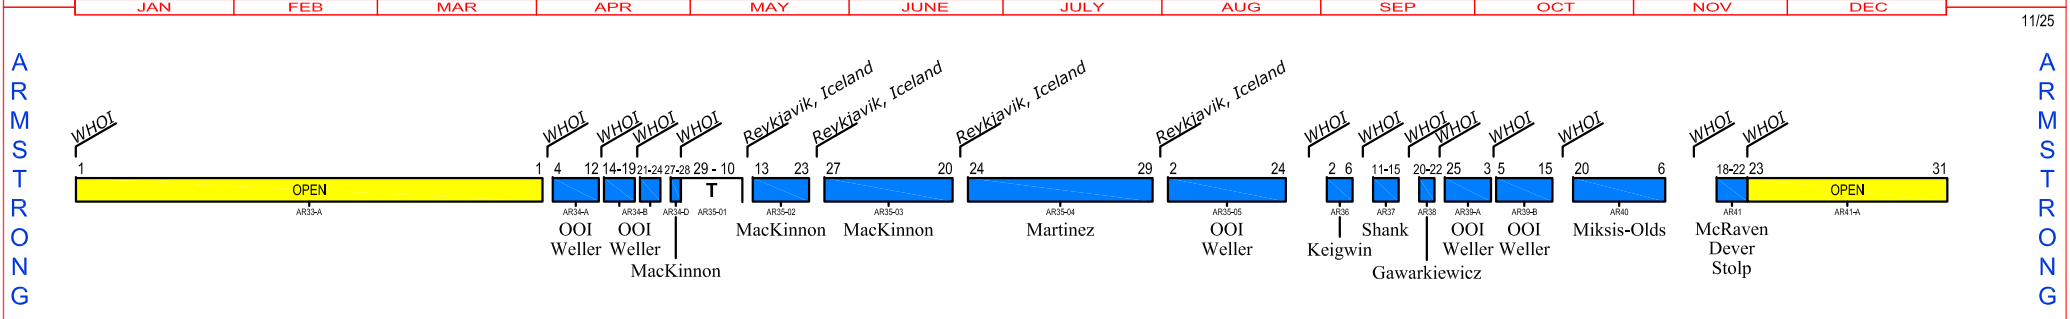 JAN FEB MAR APR MAY JUNE JULY AUG SEP OCT NOV DEC
11/25
ARMSTRONG
WHOI WHOI WHOI WHOI WHOI Reykjavik, Iceland Reykjavik, Iceland Reykjavik, Iceland Reykjavik, Iceland WHOI WHOI WHOI WHOI WHOI WHOI WHOI WHOI
1 1 4 12 14-19 21-24 27-28 29 - 10 13 23 27 20 24 29 2 24 2 6 11-15 20-22 25 3 5 15 20 6 18-22 23 31
OPEN T OPEN
AR33-A AR34-A AR34-B AR34-D AR35-01 AR35-02 AR35-03 AR35-04 AR35-05 AR36 AR37 AR38 AR39-A AR39-B AR40 AR41 AR41-A
OOI OOI MacKinnon MacKinnon Martinez OOI Shank OOI OOI Miksis-Olds McRaven
Weller Weller Weller Keigwin Weller Weller Dever
MacKinnon Gawarkiewicz Stolp
ARMSTRONG